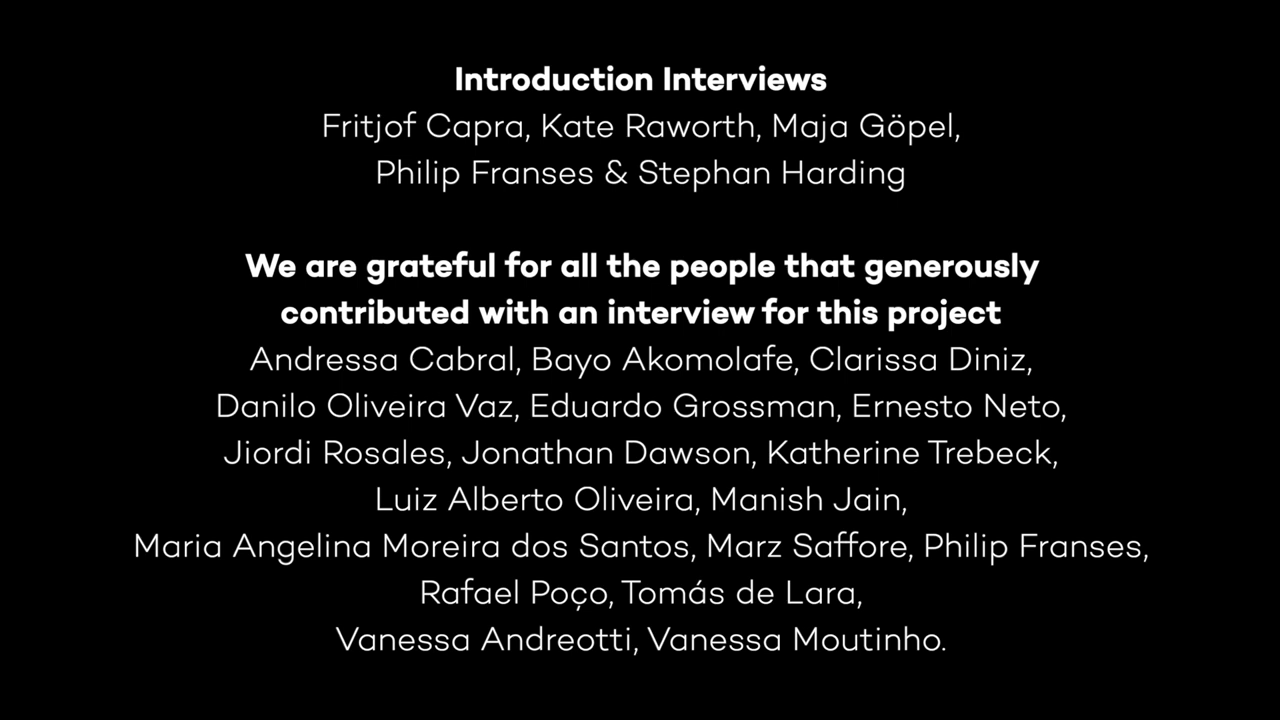 Introduction Interviews
Fritjof Capra, Kate Raworth, Maja Göpel,
Philip Franses & Stephan Harding
We are grateful for all the people that generously
contributed with an interview for this project
Andressa Cabral, Bayo Akomolafe, Clarissa Diniz,
Danilo Oliveira Vaz, Eduardo Grossman, Ernesto Neto,
Jiordi Rosales, Jonathan Dawson, Katherine Trebeck,
Luiz Alberto Oliveira, Manish Jain,
Maria Angelina Moreira dos Santos, Marz Saffore, Philip Franses,
Rafael Poço, Tomás de Lara,
Vanessa Andreotti, Vanessa Moutinho.